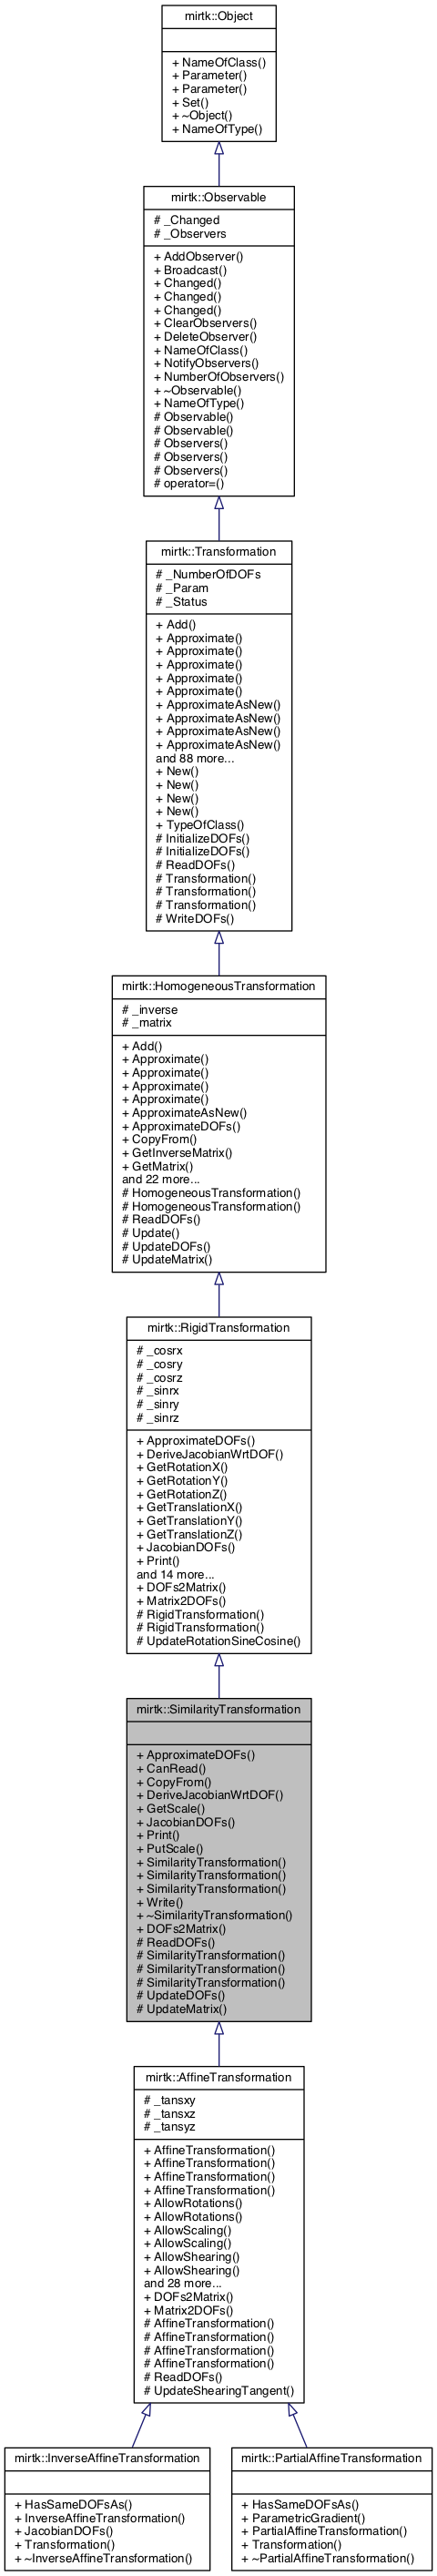 mirtk::Object
+ NameOfClass()
+ Parameter()
+ Parameter()
+ Set()
+ ~Object()
+ NameOfType()
mirtk::Observable
# _Changed
# _Observers
+ AddObserver()
+ Broadcast()
+ Changed()
+ Changed()
+ Changed()
+ ClearObservers()
+ DeleteObserver()
+ NameOfClass()
+ NotifyObservers()
+ NumberOfObservers()
+ ~Observable()
+ NameOfType()
# Observable()
# Observable()
# Observers()
# Observers()
# Observers()
# operator=()
mirtk::Transformation
# _NumberOfDOFs
# _Param
# _Status
+ Add()
+ Approximate()
+ Approximate()
+ Approximate()
+ Approximate()
+ Approximate()
+ ApproximateAsNew()
+ ApproximateAsNew()
+ ApproximateAsNew()
+ ApproximateAsNew()
and 88 more...
+ New()
+ New()
+ New()
+ New()
+ TypeOfClass()
# InitializeDOFs()
# InitializeDOFs()
# ReadDOFs()
# Transformation()
# Transformation()
# Transformation()
# WriteDOFs()
mirtk::HomogeneousTransformation
# _inverse
# _matrix
+ Add()
+ Approximate()
+ Approximate()
+ Approximate()
+ Approximate()
+ ApproximateAsNew()
+ ApproximateDOFs()
+ CopyFrom()
+ GetInverseMatrix()
+ GetMatrix()
and 22 more...
# HomogeneousTransformation()
# HomogeneousTransformation()
# ReadDOFs()
# Update()
# UpdateDOFs()
# UpdateMatrix()
mirtk::RigidTransformation
# _cosrx
# _cosry
# _cosrz
# _sinrx
# _sinry
# _sinrz
+ ApproximateDOFs()
+ DeriveJacobianWrtDOF()
+ GetRotationX()
+ GetRotationY()
+ GetRotationZ()
+ GetTranslationX()
+ GetTranslationY()
+ GetTranslationZ()
+ JacobianDOFs()
+ Print()
and 14 more...
+ DOFs2Matrix()
+ Matrix2DOFs()
# RigidTransformation()
# RigidTransformation()
# UpdateRotationSineCosine()
mirtk::SimilarityTransformation
+ ApproximateDOFs()
+ CanRead()
+ CopyFrom()
+ DeriveJacobianWrtDOF()
+ GetScale()
+ JacobianDOFs()
+ Print()
+ PutScale()
+ SimilarityTransformation()
+ SimilarityTransformation()
+ SimilarityTransformation()
+ Write()
+ ~SimilarityTransformation()
+ DOFs2Matrix()
# ReadDOFs()
# SimilarityTransformation()
# SimilarityTransformation()
# SimilarityTransformation()
# UpdateDOFs()
# UpdateMatrix()
mirtk::AffineTransformation
# _tansxy
# _tansxz
# _tansyz
+ AffineTransformation()
+ AffineTransformation()
+ AffineTransformation()
+ AffineTransformation()
+ AllowRotations()
+ AllowRotations()
+ AllowScaling()
+ AllowScaling()
+ AllowShearing()
+ AllowShearing()
and 28 more...
+ DOFs2Matrix()
+ Matrix2DOFs()
# AffineTransformation()
# AffineTransformation()
# AffineTransformation()
# AffineTransformation()
# ReadDOFs()
# UpdateShearingTangent()
mirtk::InverseAffineTransformation
+ HasSameDOFsAs()
+ InverseAffineTransformation()
+ JacobianDOFs()
+ Transformation()
+ ~InverseAffineTransformation()
mirtk::PartialAffineTransformation
+ HasSameDOFsAs()
+ ParametricGradient()
+ PartialAffineTransformation()
+ Transformation()
+ ~PartialAffineTransformation()